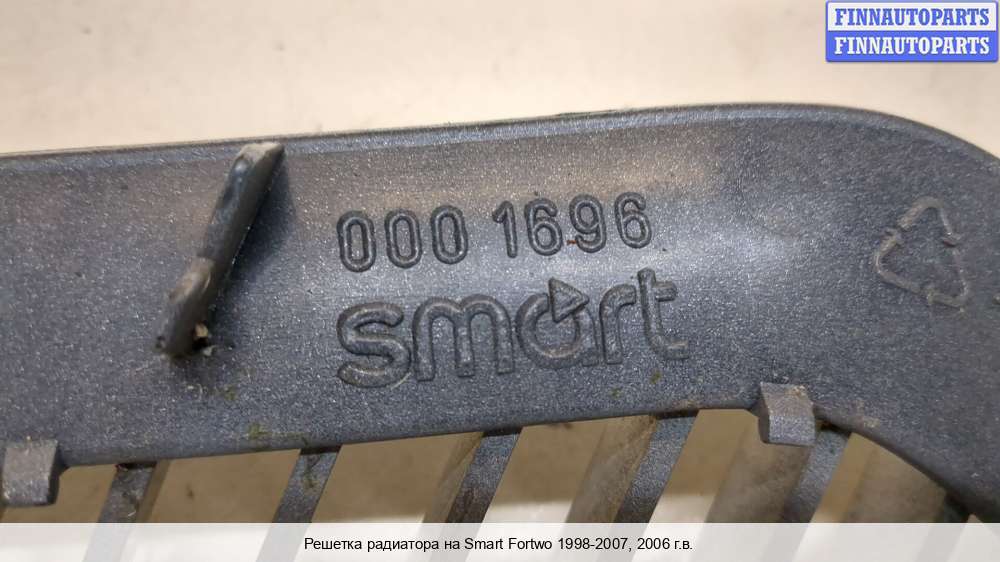 FINNAUTOPARTS
FINNAUTOPARTS
000 1696
smart
Решетка радиатора на Smart Fortwo 1998-2007, 2006 г.в.